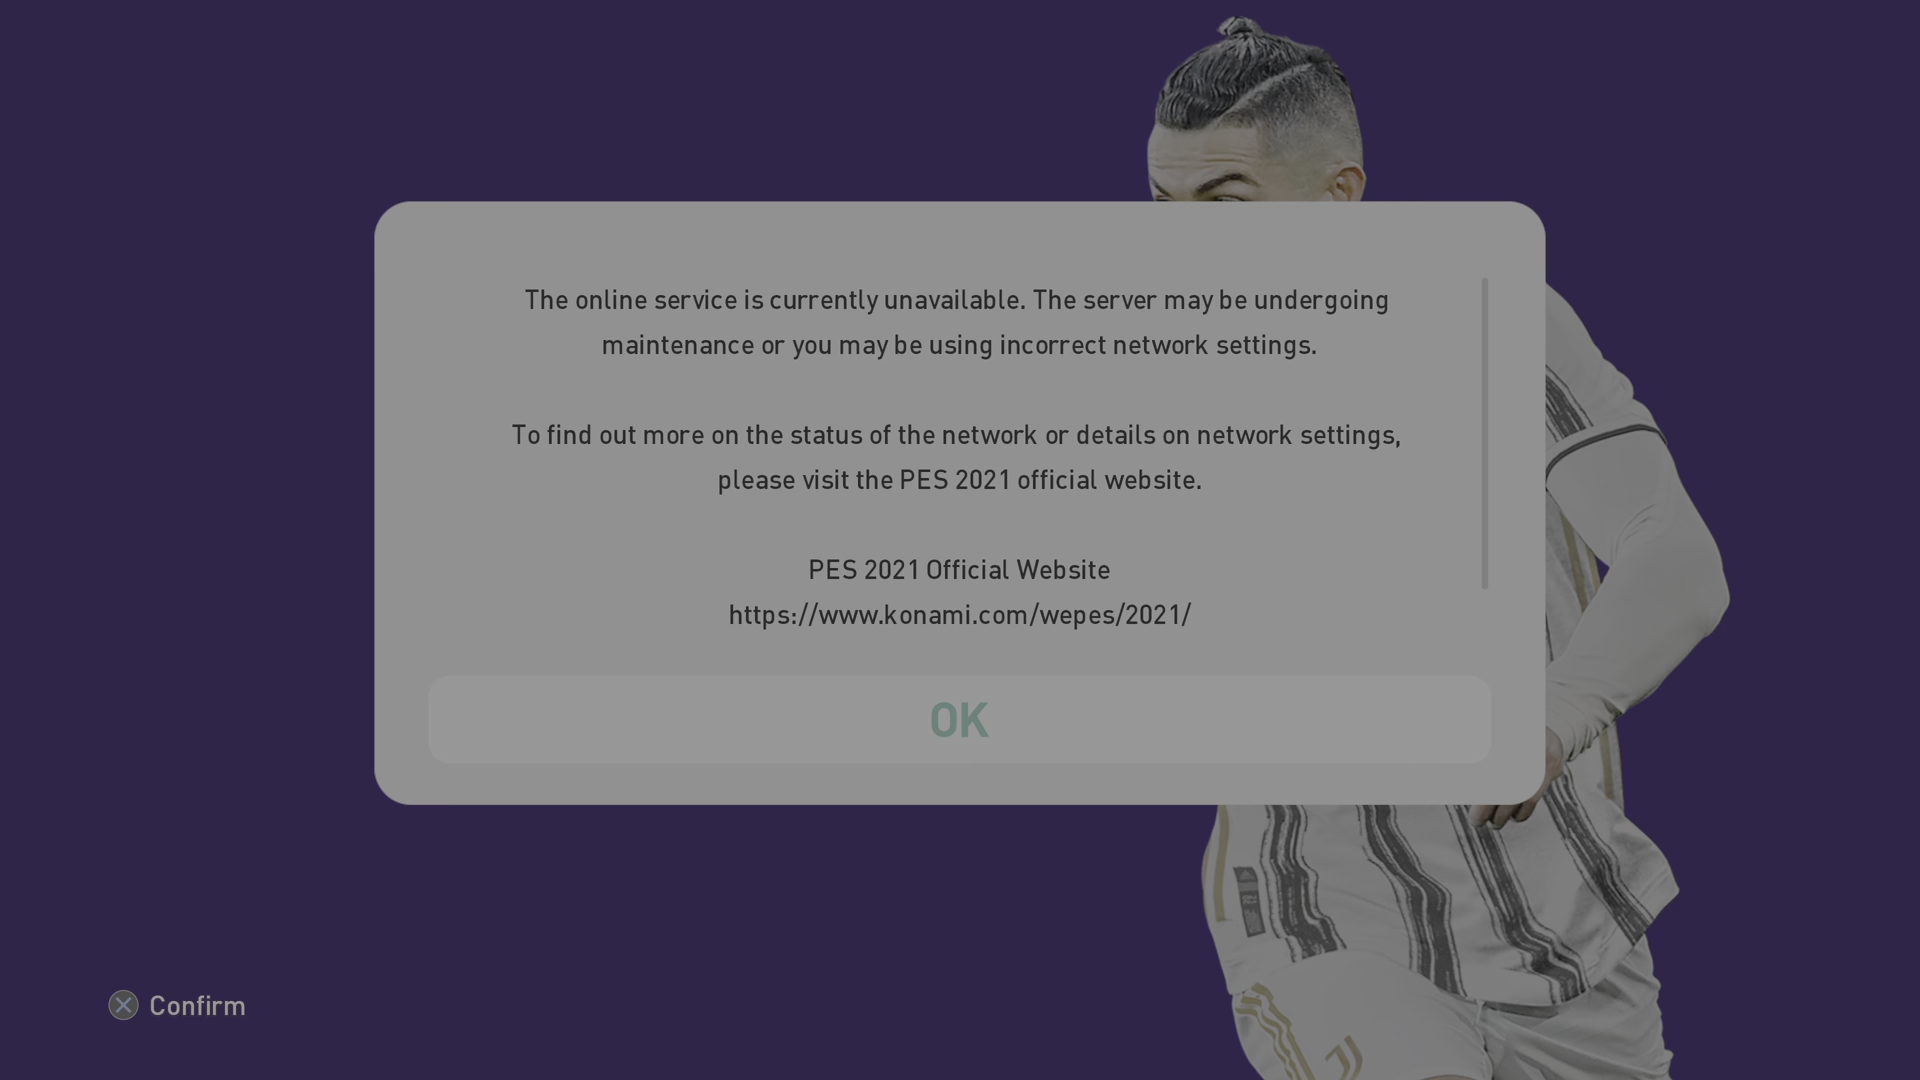 The online service is currently unavailable. The server may be undergoing
maintenance or you may be using incorrect network settings.
To find out more on the status of the network or details on network settings,
please visit the PES 2021 official website.
PES 2021 Official Website
https://www.konami.com/wepes/2021/
OK
Confirm